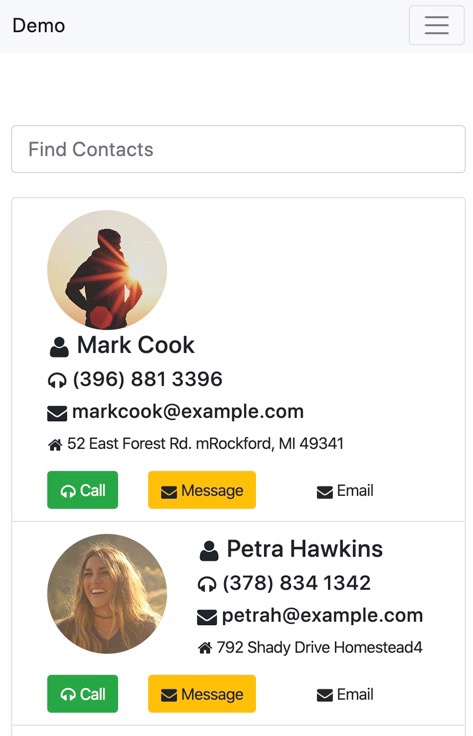 Demo
Find Contacts
Mark Cook
(396) 881 3396
markcook@example.com
52 East Forest Rd. mRockford, MI 49341
Call Message Email
Petra Hawkins
(378) 834 1342
petrah@example.com
792 Shady Drive Homestead4
Call Message Email